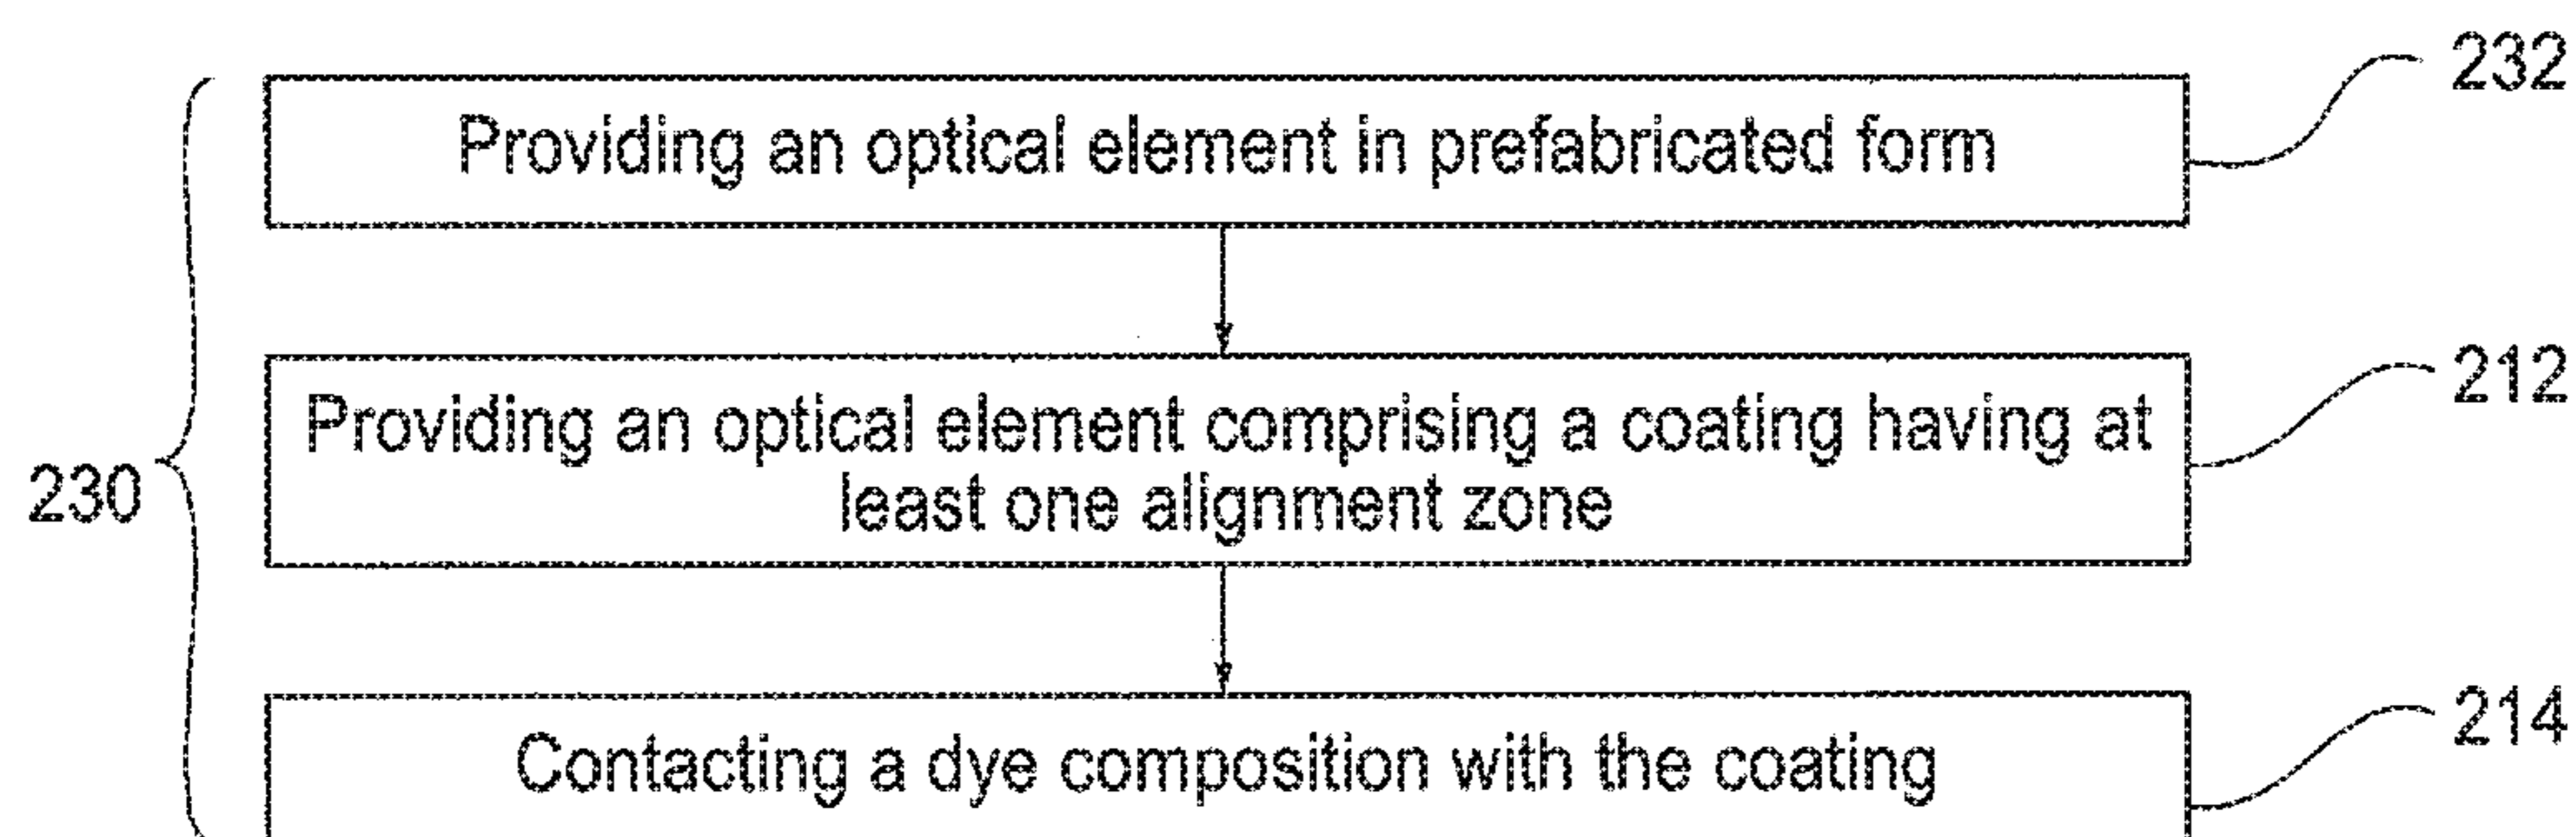 232
Providing an optical element in prefabricated form
212
Providing an optical element comprising a coating having at
least one alignment zone
230
214
Contacting a dye composition with the coating